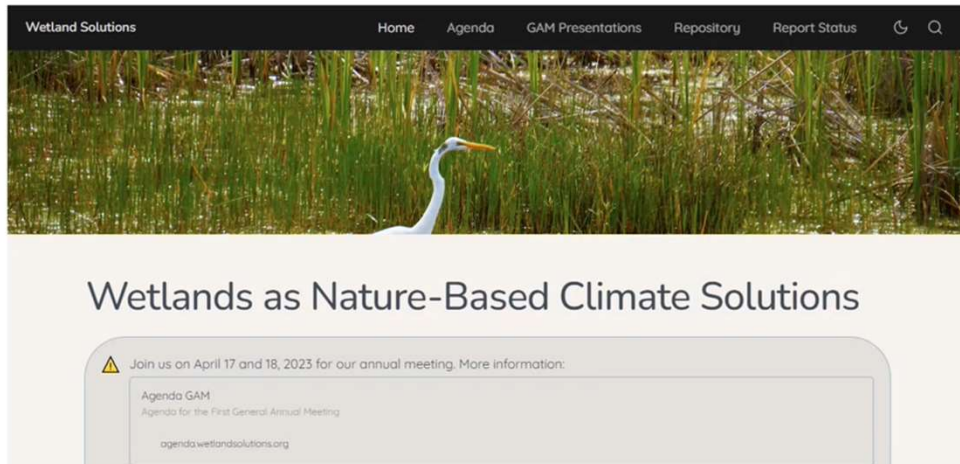 Wetland Solutions Home Agenda GAM Presentations Repository Report Status
Wetlands as Nature-Based Climate Solutions
Join us on April 17 and 18, 2023 for our annual meeting. More information:
Agenda GAM
Agenda for the First General Annual Meeting
agenda.wetlandsolutions.org